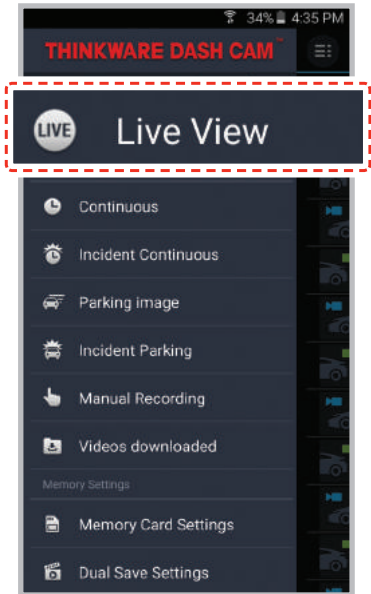 34% 4:35 PM
THINKWARE DASH CAM™
LIVE Live View
Continuous
Incident Continuous
Parking image
Incident Parking
Manual Recording
Videos downloaded
Memory Settings
Memory Card Settings
Dual Save Settings